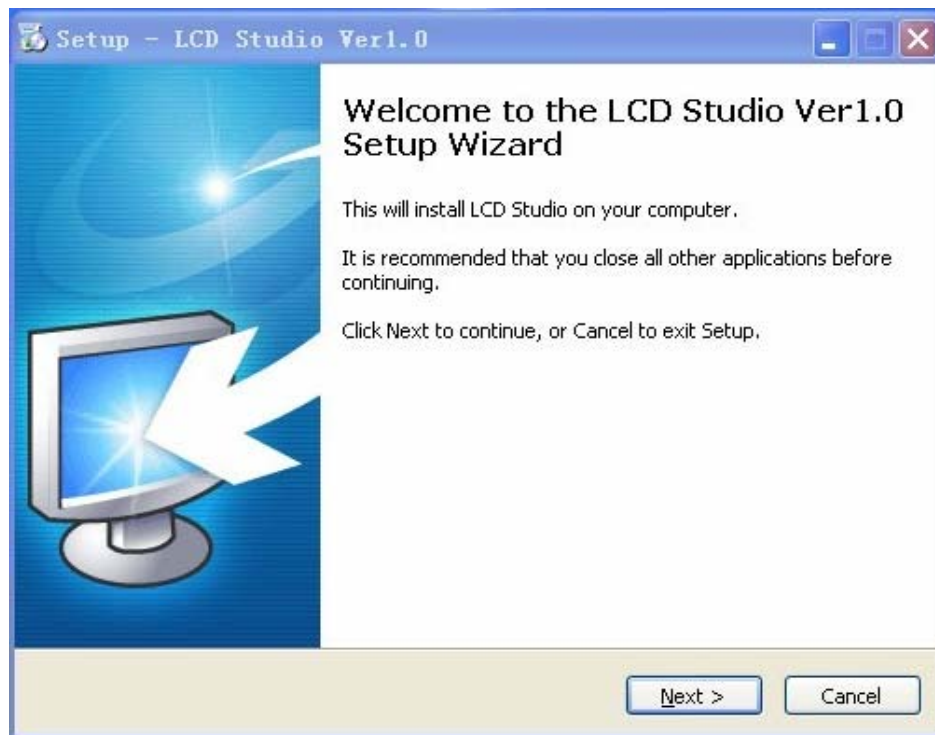 Setup - LCD Studio Ver1.0
Welcome to the LCD Studio Ver1.0
Setup Wizard
This will install LCD Studio on your computer.
It is recommended that you close all other applications before
continuing.
Click Next to continue, or Cancel to exit Setup.
Next >
Cancel